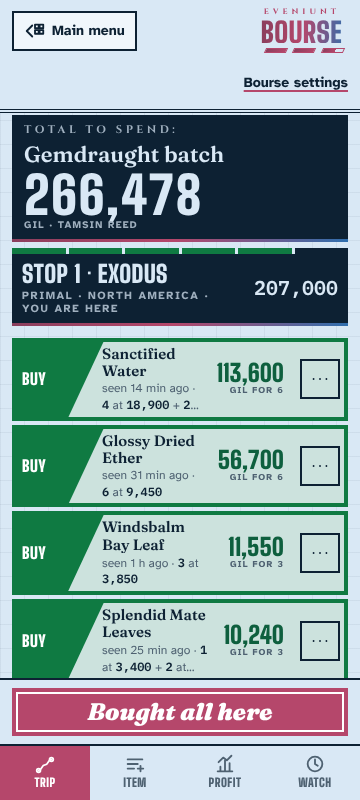 Main menu
EVENIUNT
BOURSE
Bourse settings
TOTAL TO SPEND:
Gemdraught batch
266,478
GIL · TAMSIN REED
STOP 1 · EXODUS
PRIMAL · NORTH AMERICA ·
YOU ARE HERE
207,000
BUY
Sanctified
Water
seen 14 min ago ·
4 at 18,900 + 2…
113,600
GIL FOR 6
...
BUY
Glossy Dried
Ether
seen 31 min ago ·
6 at 9,450
56,700
GIL FOR 6
...
BUY
Windsbalm
Bay Leaf
seen 1 h ago · 3 at
3,850
11,550
GIL FOR 3
...
BUY
Splendid Mate
Leaves
seen 25 min ago · 1
at 3,400 + 2 at…
10,240
GIL FOR 3
...
Bought all here
TRIP
ITEM
PROFIT
WATCH